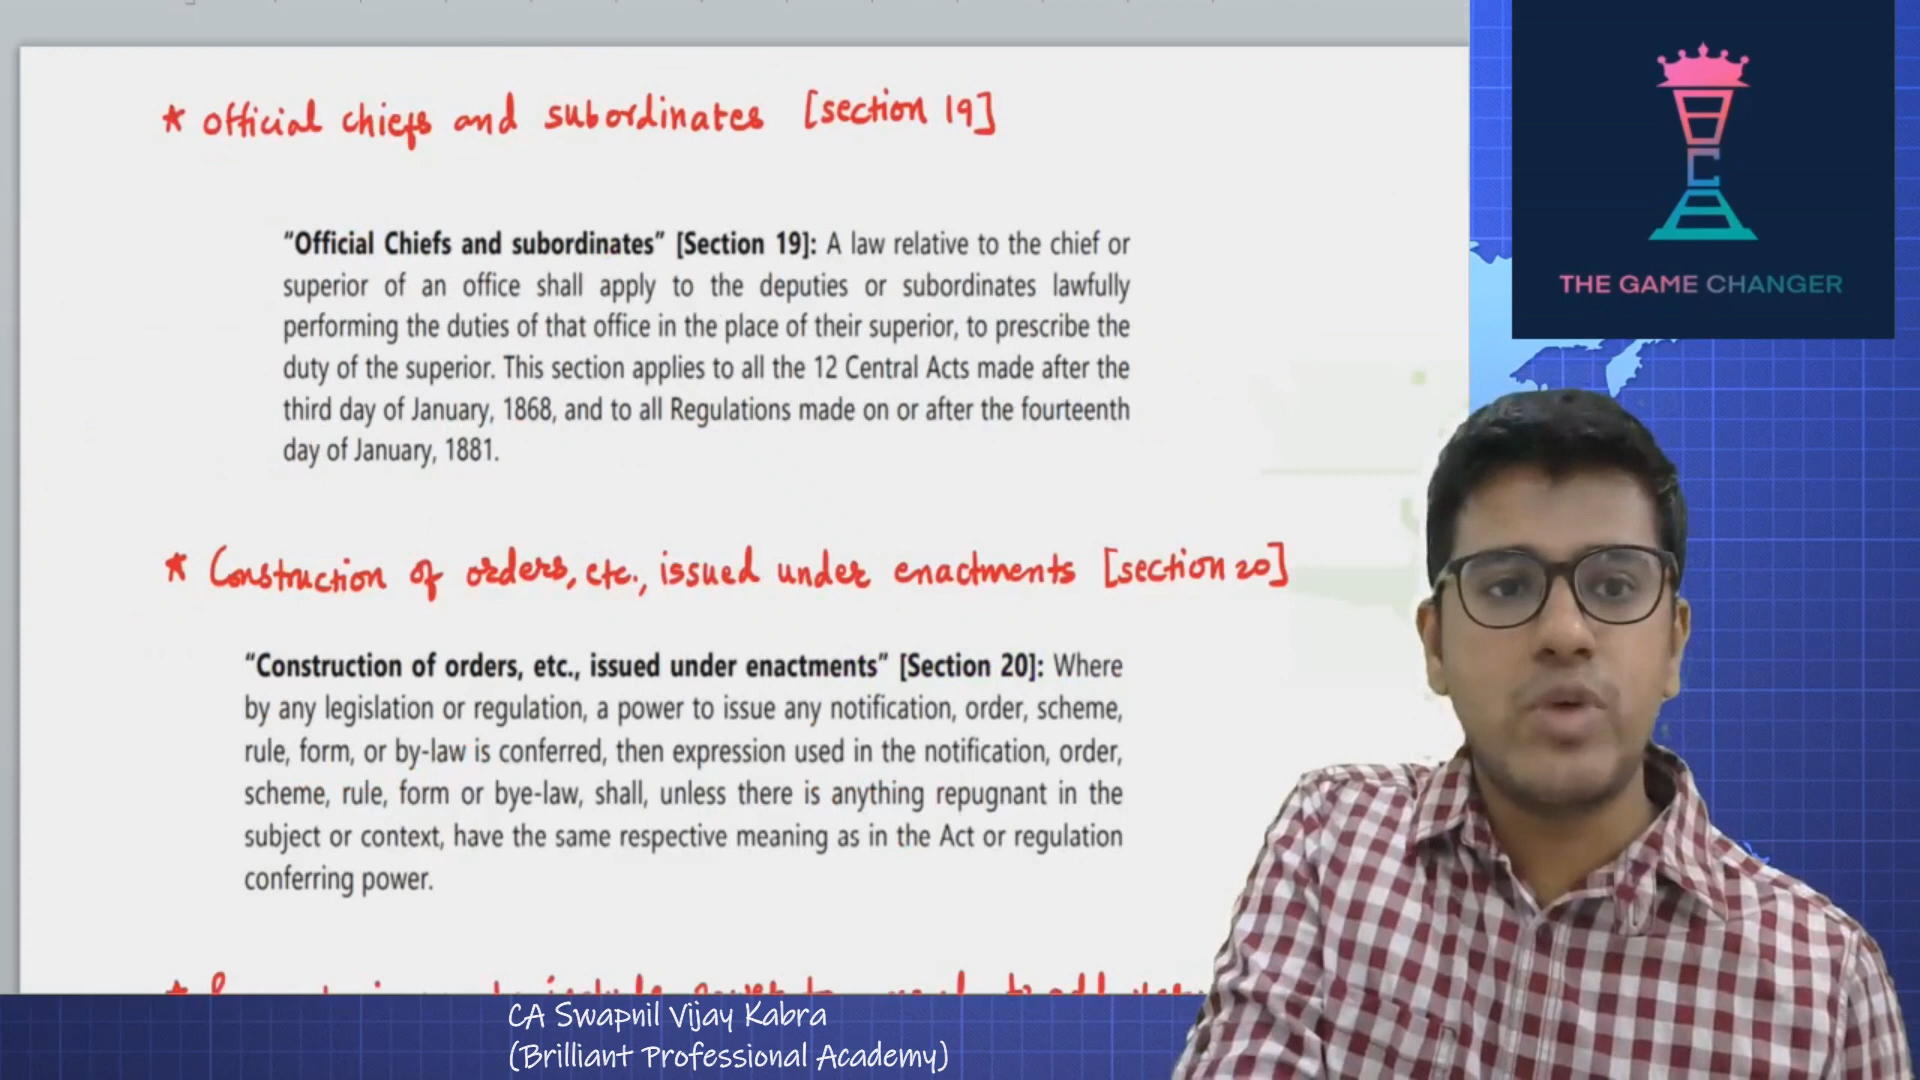 ★ official chiefs and subordinates [section 19]
“Official Chiefs and subordinates” [Section 19]: A law relative to the chief or
superior of an office shall apply to the deputies or subordinates lawfully
performing the duties of that office in the place of their superior, to prescribe the
duty of the superior. This section applies to all the 12 Central Acts made after the
third day of January, 1868, and to all Regulations made on or after the fourteenth
day of January, 1881.
★ Construction of orders, etc., issued under enactments [section 20]
“Construction of orders, etc., issued under enactments” [Section 20]: Where
by any legislation or regulation, a power to issue any notification, order, scheme,
rule, form, or by-law is conferred, then expression used in the notification, order,
scheme, rule, form or bye-law, shall, unless there is anything repugnant in the
subject or context, have the same respective meaning as in the Act or regulation
conferring power.
THE GAME CHANGER
CA Swapnil Vijay Kabra
(Brilliant Professional Academy)